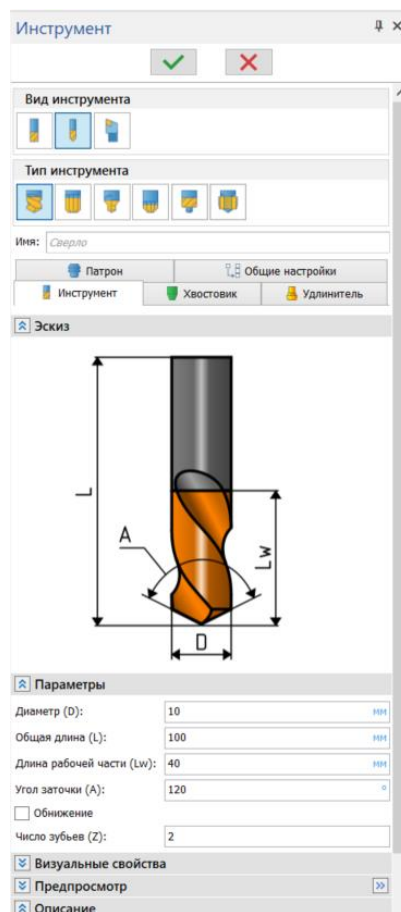 Инструмент
Вид инструмента
Тип инструмента
Имя: Сверло
Патрон Общие настройки
Инструмент Хвостовик Удлинитель
Эскиз
L
A
Lw
D
Параметры
Диаметр (D): 10 мм
Общая длина (L): 100 мм
Длина рабочей части (Lw): 40 мм
Угол заточки (A): 120 °
Обнижение
Число зубьев (Z): 2
Визуальные свойства
Предпросмотр
Описание